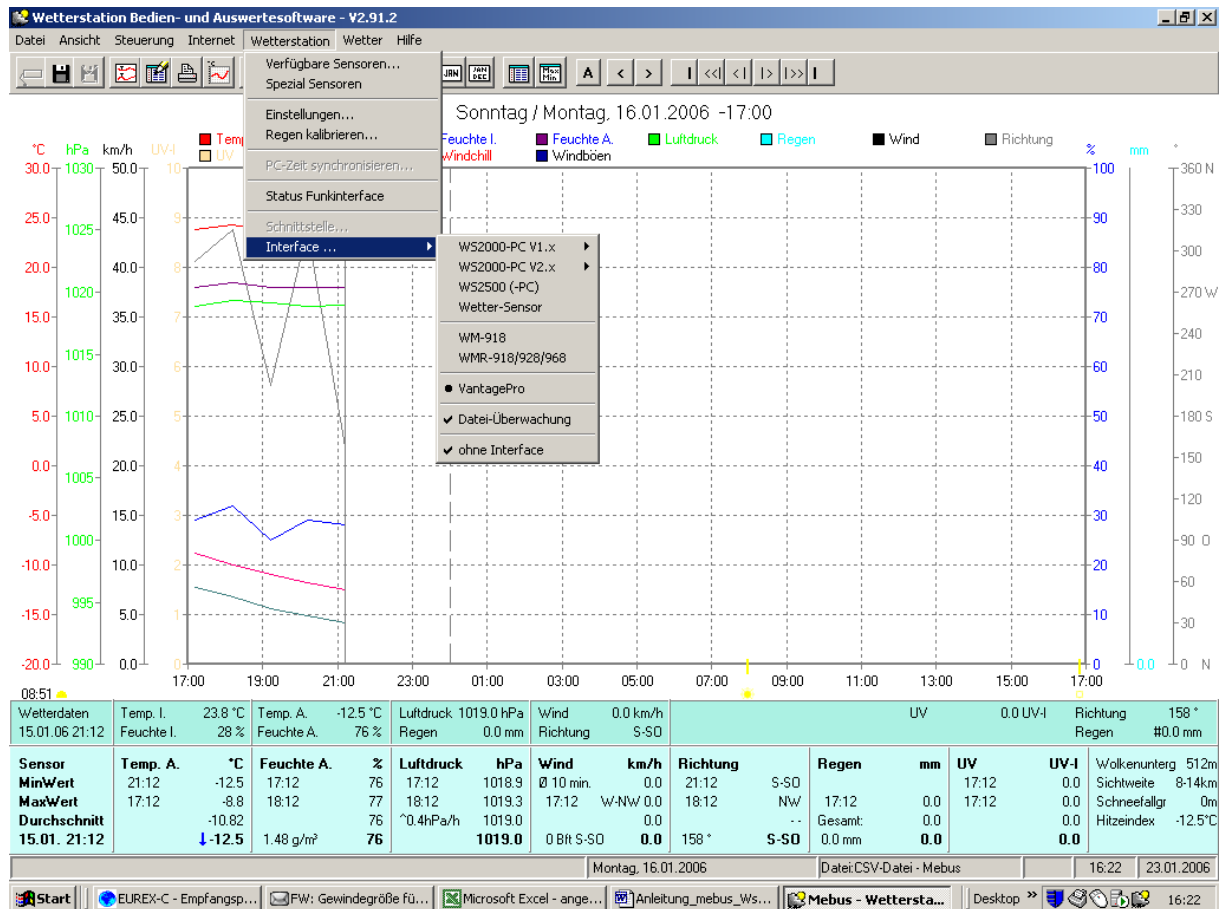 Wetterstation Bedien- und Auswertesoftware - V2.91.2
Datei Ansicht Steuerung Internet Wetterstation Wetter Hilfe
Verfügbare Sensoren...
Spezial Sensoren
Einstellungen...
Regen kalibrieren...
PC-Zeit synchronisieren...
Status Funkinterface
Schnittstelle...
Interface ...
WS2000-PC V1.x
WS2000-PC V2.x
WS2500 (-PC)
Wetter-Sensor
WM-918
WMR-918/928/968
VantagePro
Datei-Überwachung
ohne Interface
JAN JAN DEC Max Min A < > |<<| <| |> |>>|
Sonntag / Montag, 16.01.2006 -17:00
Temp Feuchte I. Feuchte A. Luftdruck Regen Wind Richtung
UV Windchill Windböen
°C hPa km/h UV-I % mm °
30.0 1030 50.0 10 100 360 N
330
25.0 1025 45.0 9 90
300
20.0 40.0 8 80
1020 270 W
15.0 35.0 7 70
240
1015
10.0 30.0 6 60
210
5.0 1010 25.0 5 50 180 S
150
0.0 20.0 4 40
1005
120
-5.0 15.0 3 30
1000 90 O
-10.0 10.0 2 20
60
995
-15.0 5.0 1 10
30
-20.0 990 0.0 0 0 0.0 0 N
17:00 19:00 21:00 23:00 01:00 03:00 05:00 07:00 09:00 11:00 13:00 15:00 17:00
08:51
Wetterdaten Temp. I. 23.8 °C Temp. A. -12.5 °C Luftdruck 1019.0 hPa Wind 0.0 km/h UV 0.0 UV-I Richtung 158 °
15.01.06 21:12 Feuchte I. 28 % Feuchte A. 76 % Regen 0.0 mm Richtung S-SO Regen #0.0 mm
Sensor Temp. A. °C Feuchte A. % Luftdruck hPa Wind km/h Richtung Regen mm UV UV-I Wolkenunterg 512m
MinWert 21:12 -12.5 17:12 76 17:12 1018.9 Ø 10 min. 0.0 21:12 S-SO 17:12 0.0 Sichtweite 8-14km
MaxWert 17:12 -8.8 18:12 77 18:12 1019.3 17:12 W-NW 0.0 18:12 NW 17:12 0.0 17:12 0.0 Schneefallgr 0m
Durchschnitt -10.82 76 ^0.4hPa/h 1019.0 0.0 -- Gesamt: 0.0 0.0 Hitzeindex -12.5°C
15.01. 21:12 -12.5 1.48 g/m³ 76 1019.0 0 Bft S-SO 0.0 158 ° S-SO 0.0 mm 0.0 0.0
Montag, 16.01.2006 Datei:CSV-Datei - Mebus 16:22 23.01.2006
Start EUREX-C - Empfangsp... FW: Gewindegröße fü... Microsoft Excel - ange... Anleitung_mebus_Ws... Mebus - Wettersta... Desktop » 16:22